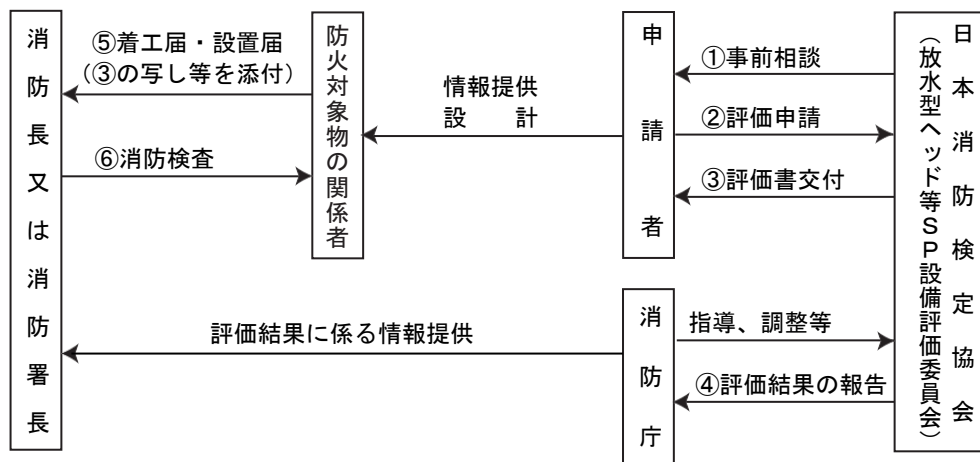 消防長又は消防署長
⑤着工届・設置届
（③の写し等を添付）
⑥消防検査
防火対象物の関係者
情報提供
設　計
申請者
①事前相談
②評価申請
③評価書交付
評価結果に係る情報提供
消防庁
指導、調整等
④評価結果の報告
日本消防検定協会
（放水型ヘッド等ＳＰ設備評価委員会）